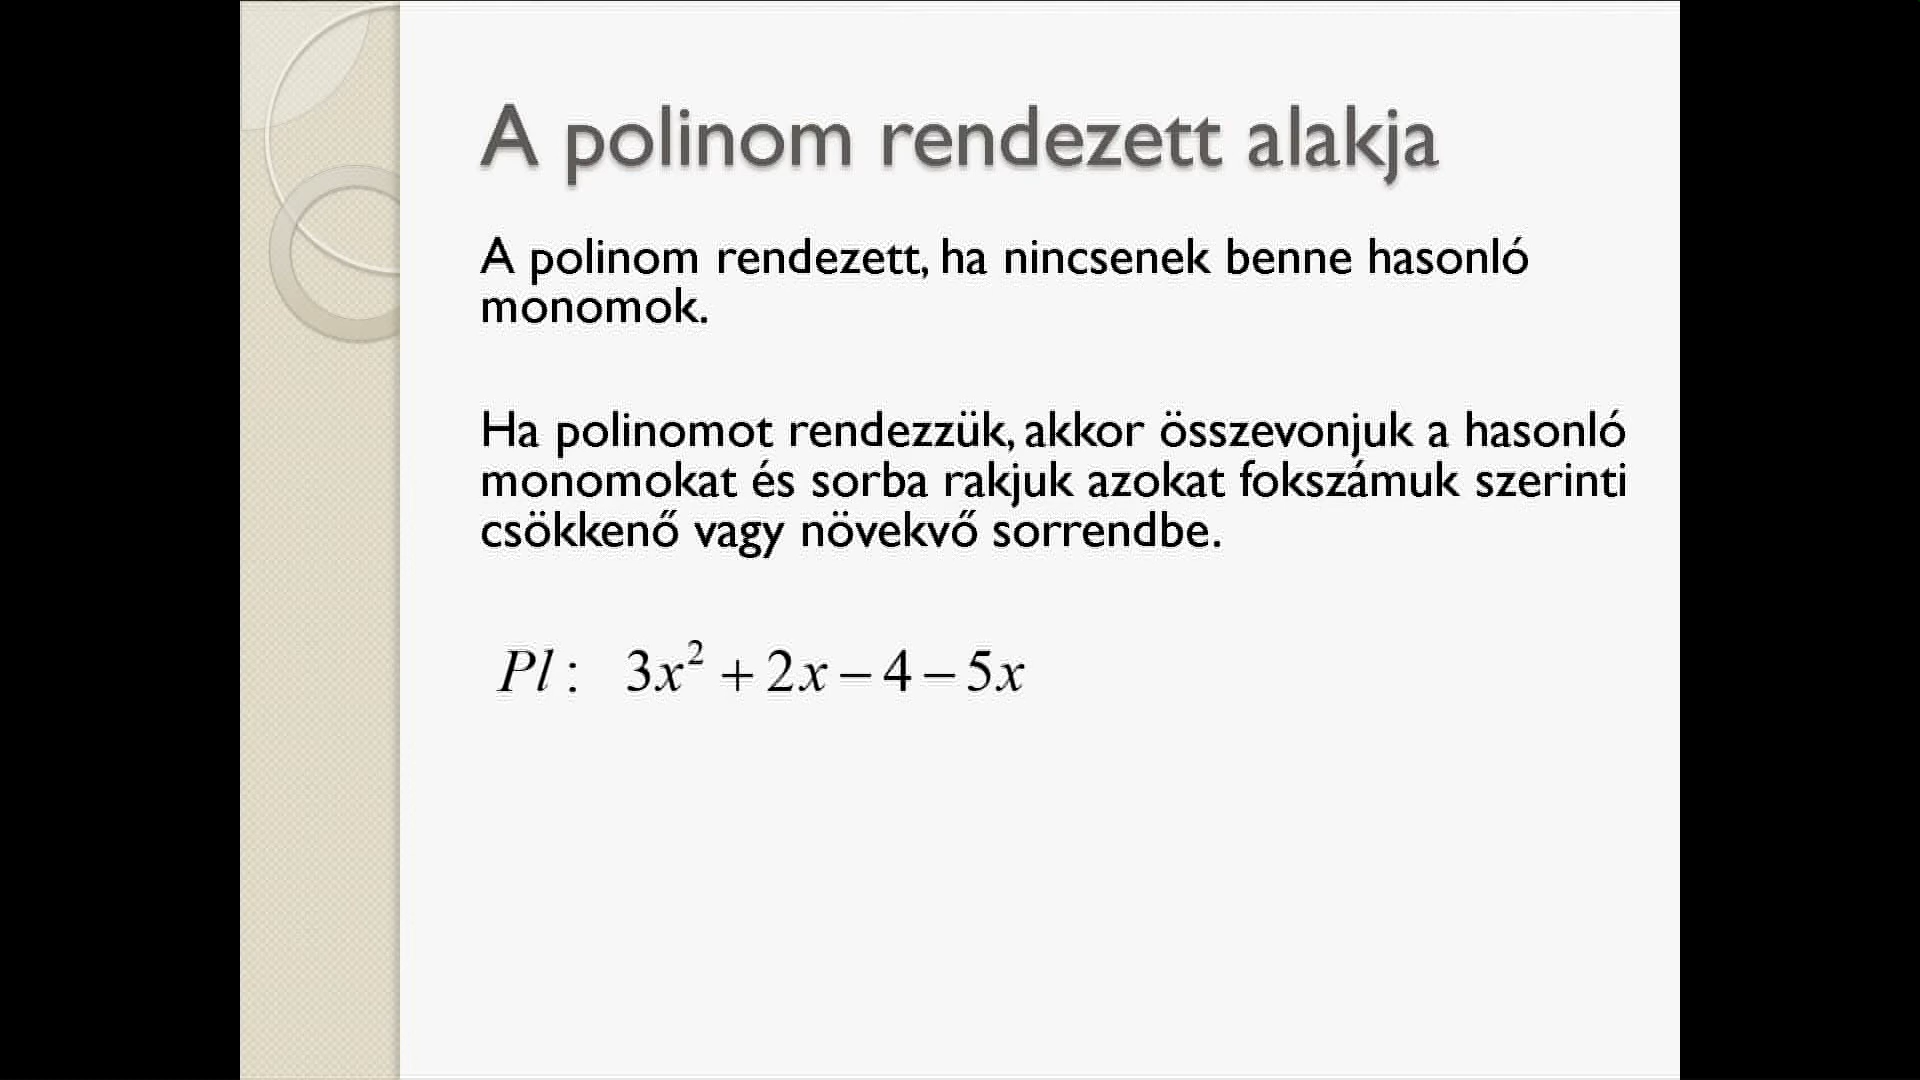 A polinom rendezett alakja
A polinom rendezett, ha nincsenek benne hasonló
monomok.
Ha polinomot rendezzük, akkor összevonjuk a hasonló
monomokat és sorba rakjuk azokat fokszámuk szerinti
csökkenő vagy növekvő sorrendbe.
Pl: 3x² + 2x – 4 – 5x